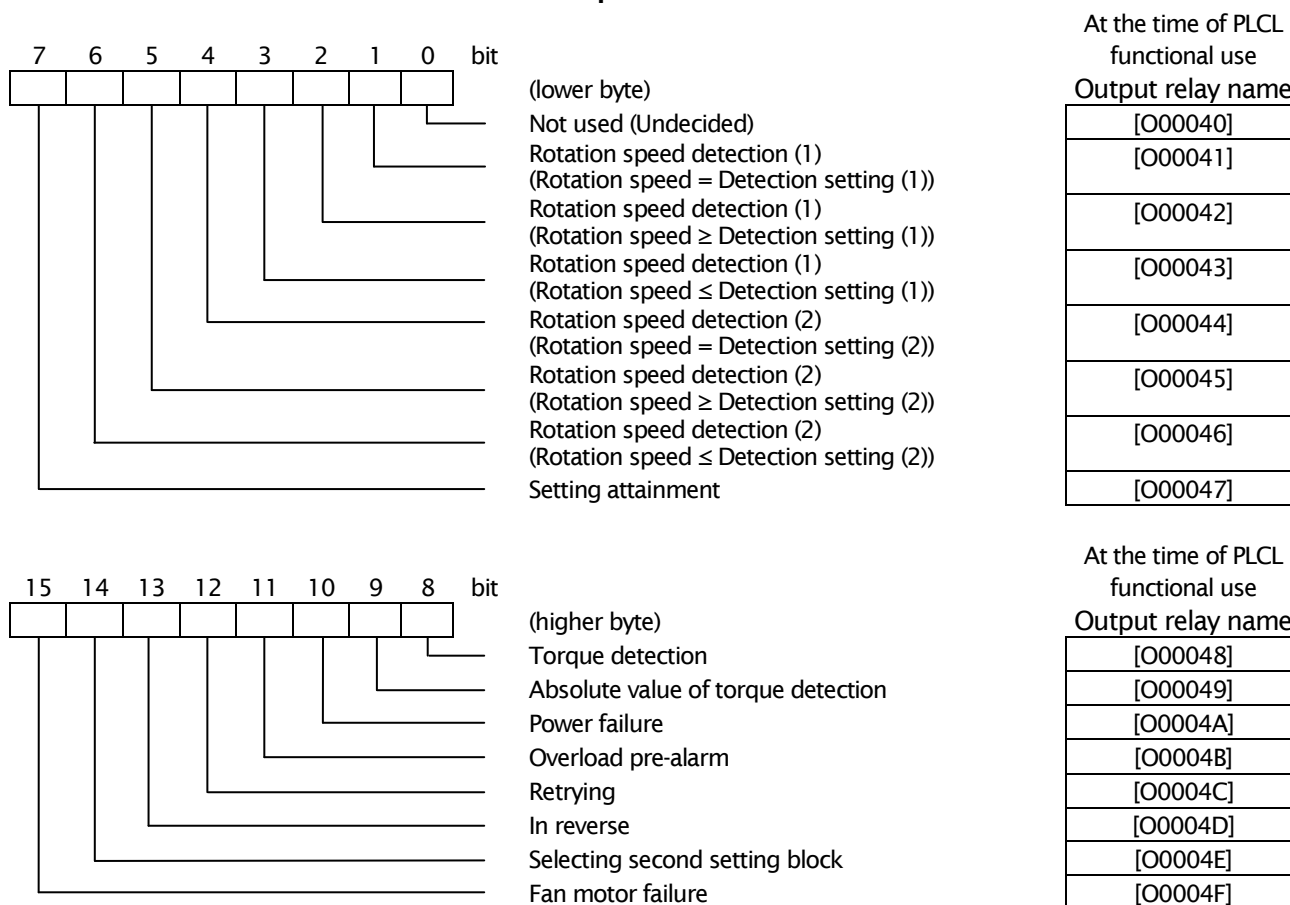 At the time of PLCL
functional use
7 6 5 4 3 2 1 0 bit
(lower byte) Output relay name
Not used (Undecided) [O00040]
Rotation speed detection (1) [O00041]
(Rotation speed = Detection setting (1))
Rotation speed detection (1) [O00042]
(Rotation speed ≥ Detection setting (1))
Rotation speed detection (1) [O00043]
(Rotation speed ≤ Detection setting (1))
Rotation speed detection (2) [O00044]
(Rotation speed = Detection setting (2))
Rotation speed detection (2) [O00045]
(Rotation speed ≥ Detection setting (2))
Rotation speed detection (2) [O00046]
(Rotation speed ≤ Detection setting (2))
Setting attainment [O00047]
At the time of PLCL
15 14 13 12 11 10 9 8 bit functional use
(higher byte) Output relay name
Torque detection [O00048]
Absolute value of torque detection [O00049]
Power failure [O0004A]
Overload pre-alarm [O0004B]
Retrying [O0004C]
In reverse [O0004D]
Selecting second setting block [O0004E]
Fan motor failure [O0004F]